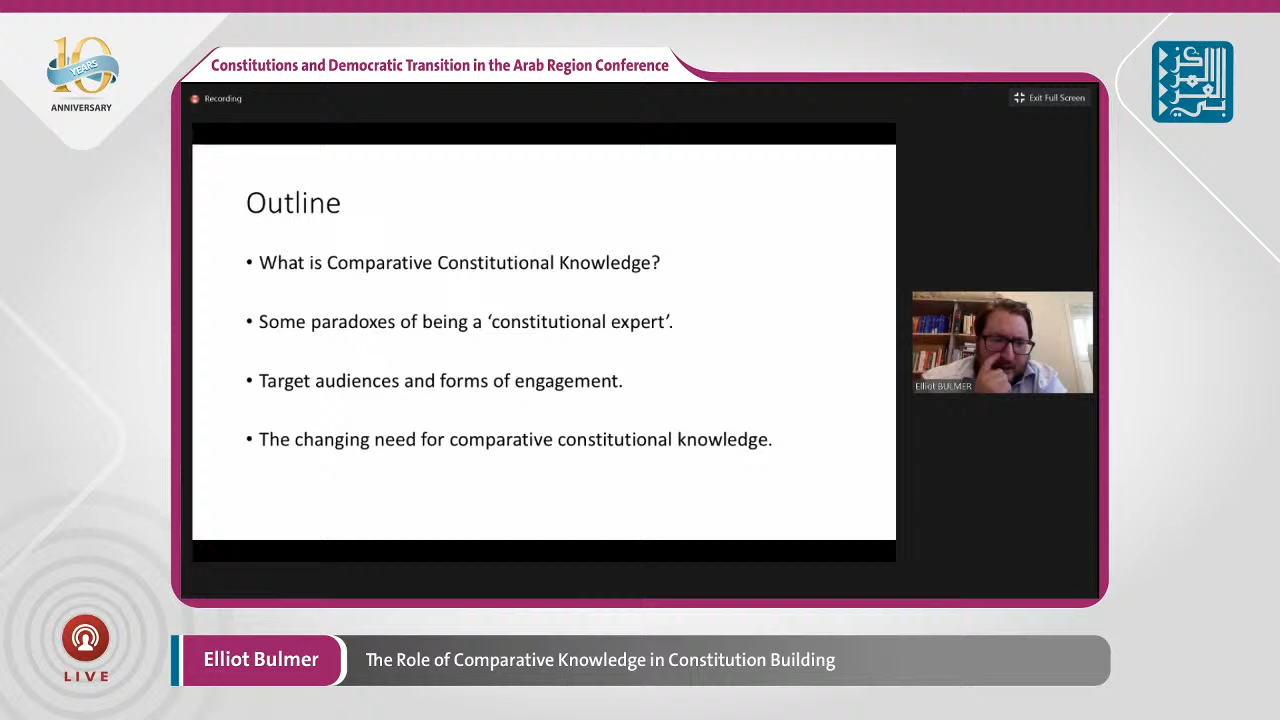 10
YEARS
ANNIVERSARY
Constitutions and Democratic Transition in the Arab Region Conference
المركز العربي
Recording
Exit Full Screen
Outline
• What is Comparative Constitutional Knowledge?
• Some paradoxes of being a ‘constitutional expert’.
• Target audiences and forms of engagement.
• The changing need for comparative constitutional knowledge.
Elliot BULMER
LIVE
Elliot Bulmer
The Role of Comparative Knowledge in Constitution Building